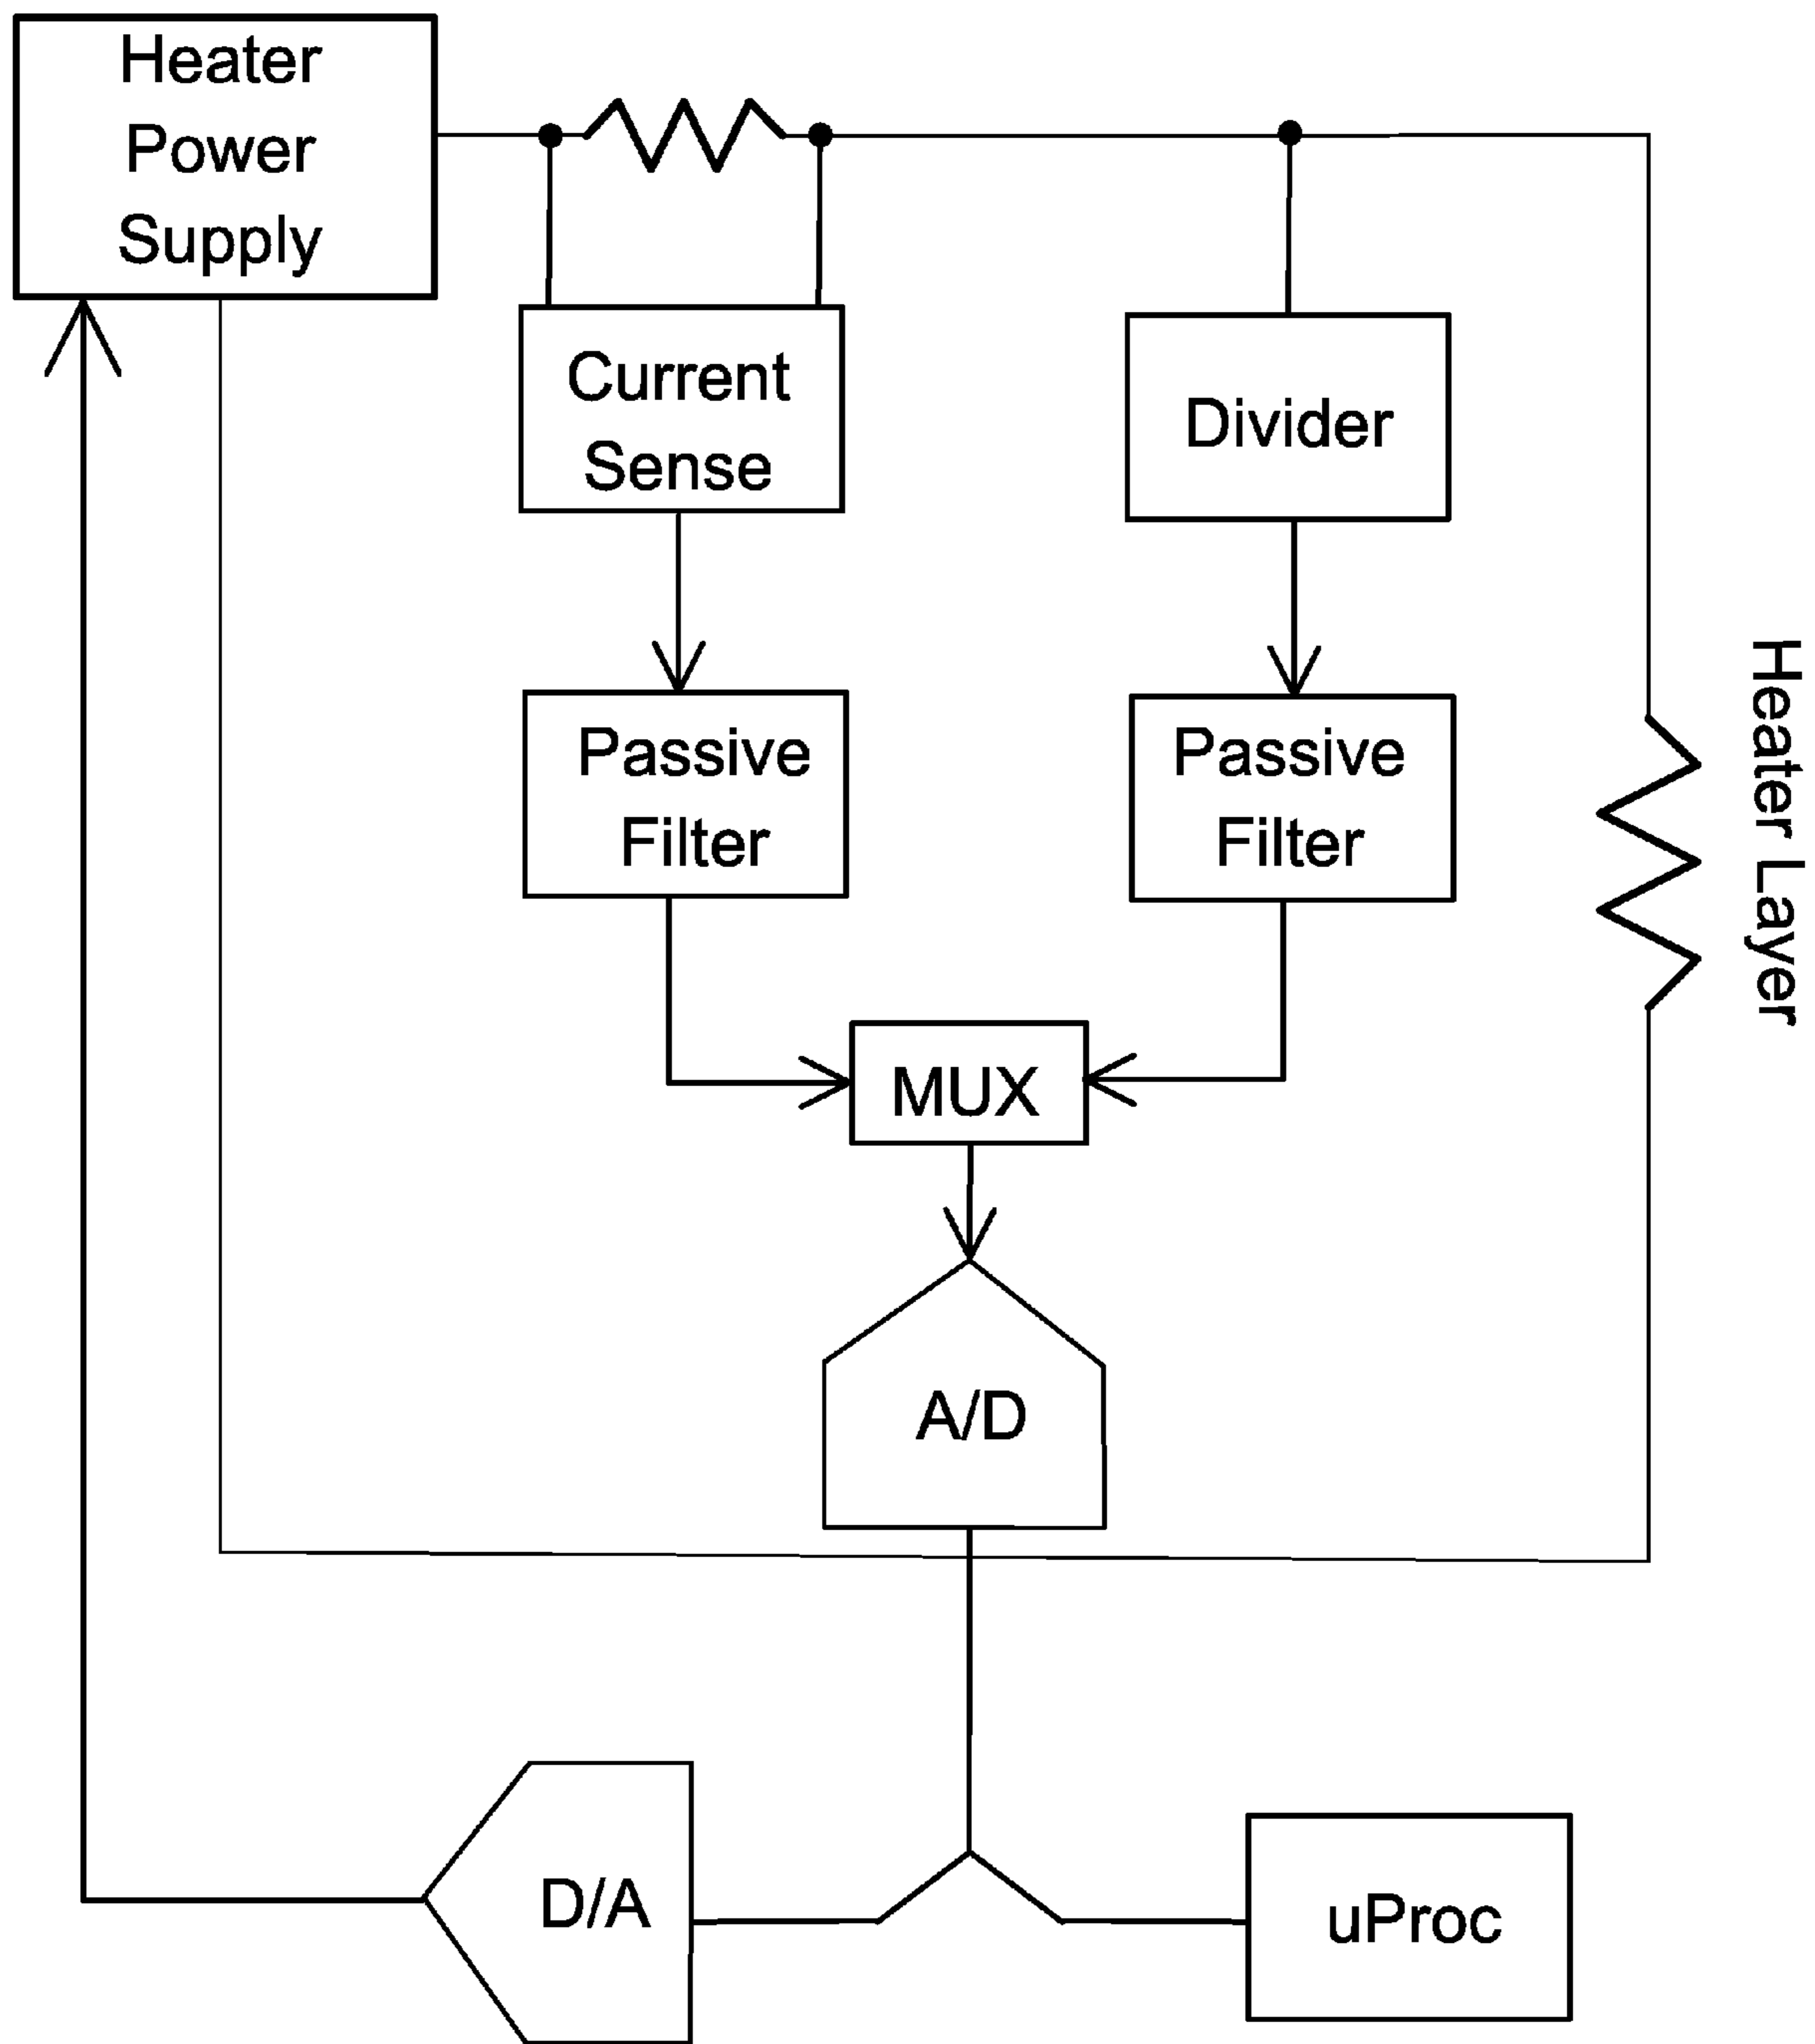 Heater
Power
Supply
Current
Sense
Divider
Passive
Filter
Passive
Filter
Heater Layer
MUX
A/D
D/A
uProc